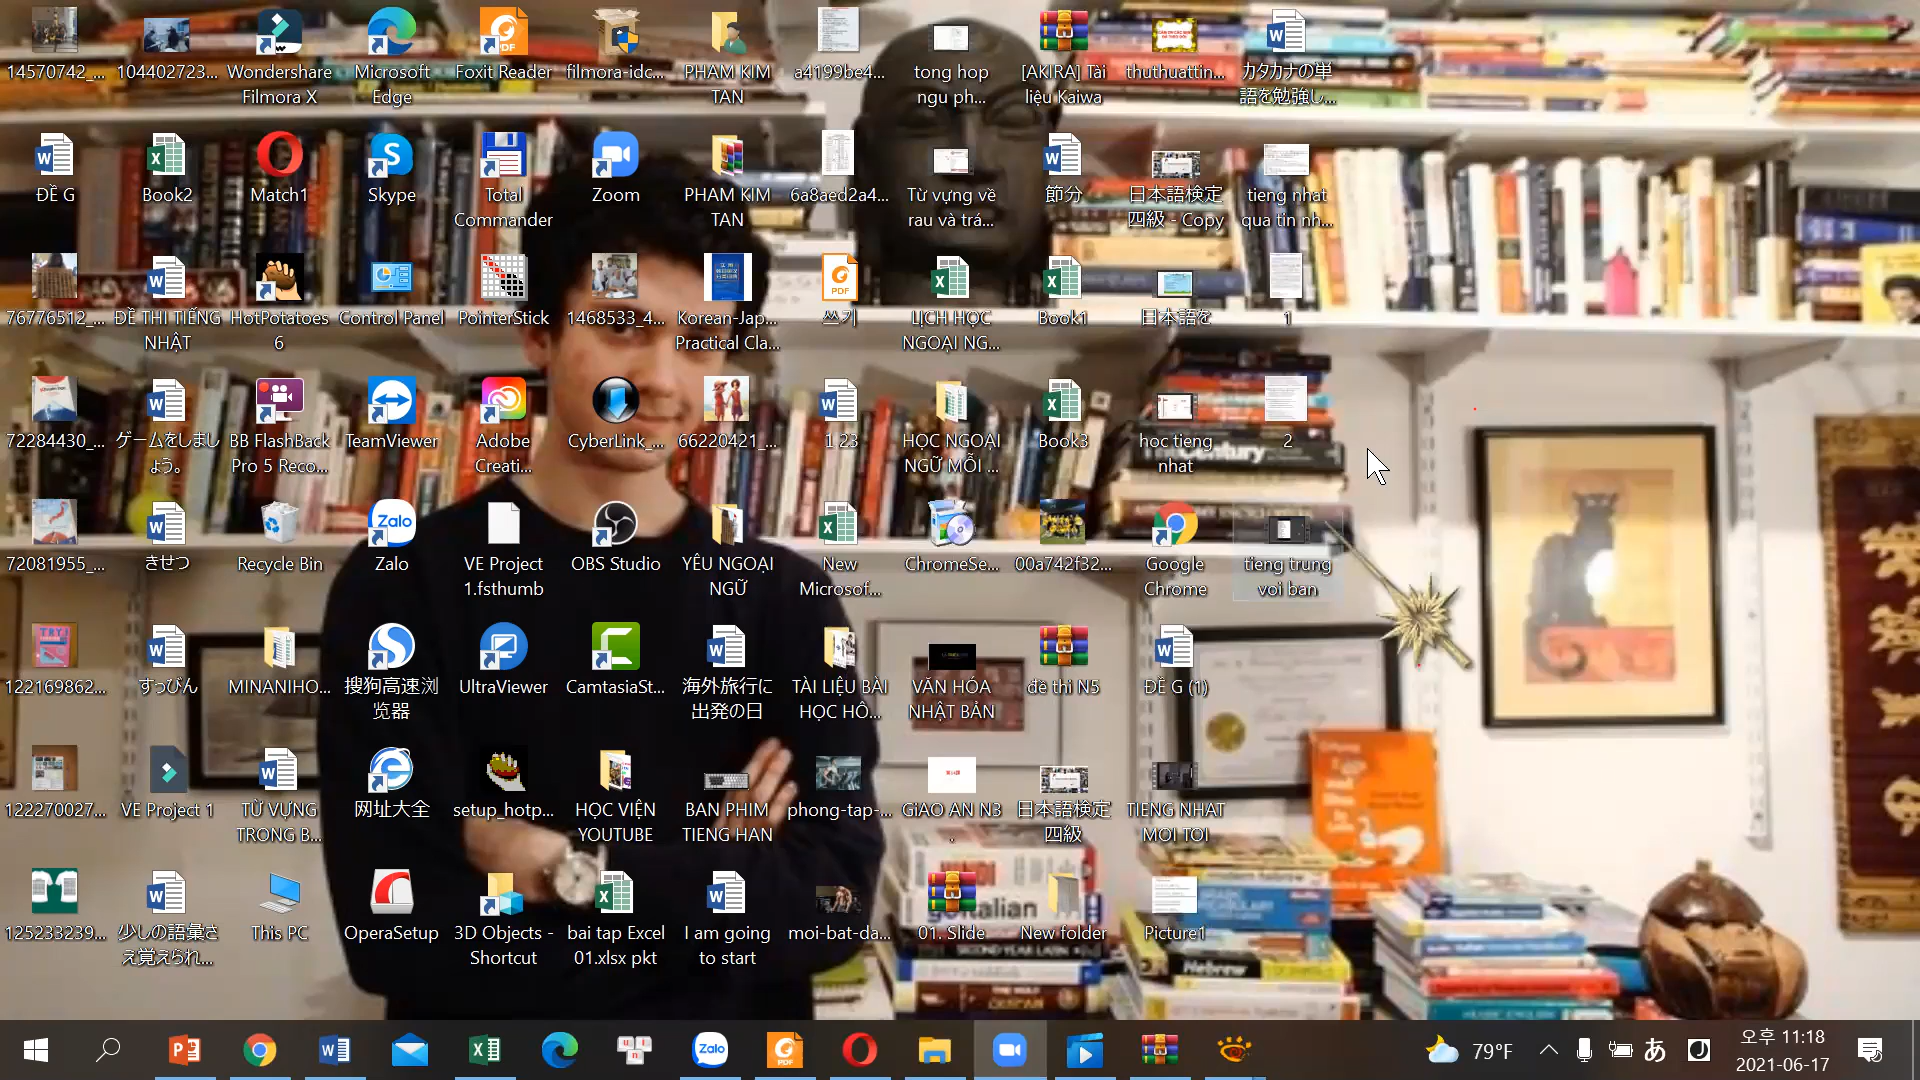 14570742_...
104402723...
Wondershare
Filmora X
Microsoft
Edge
Foxit Reader
filmora-idc...
PHAM KIM
TAN
a4199be4...
tong hop
ngu ph...
[AKIRA] Tài
liệu Kaiwa
thuthuattin...
カタカナの単
語を勉強し...
ĐỀ G
Book2
Match1
Skype
Total
Commander
Zoom
PHAM KIM
TAN
6a8aed2a4...
Từ vựng về
rau và trá...
節分
日本語検定
四級 - Copy
tieng nhat
qua tin nh...
76776512_...
ĐỀ THI TIẾNG
NHẬT
HotPotatoes
6
Control Panel
PointerStick
1468533_4...
Korean-Jap...
Practical Cla...
쓰기
LỊCH HỌC
NGOẠI NG...
Book1
日本語を
1
72284430_...
ゲームをしまし
ょう。
BB FlashBack
Pro 5 Reco...
TeamViewer
Adobe
Creati...
CyberLink_...
66220421_...
1 23
HỌC NGOẠI
NGỮ MỖI ...
Book3
hoc tieng
nhat
2
72081955_...
きせつ
Recycle Bin
Zalo
VE Project
1.fsthumb
OBS Studio
YÊU NGOẠI
NGỮ
New
Microsof...
ChromeSe...
00a742f32...
Google
Chrome
tieng trung
voi ban
122169862...
すっぴん
MINANIHO...
搜狗高速浏
览器
UltraViewer
CamtasiaSt...
海外旅行に
出発の日
TÀI LIỆU BÀI
HỌC HÔ...
VĂN HÓA
NHẬT BẢN
đề thi N5
ĐỀ G (1)
122270027...
VE Project 1
TỪ VỰNG
TRONG B...
网址大全
setup_hotp...
HỌC VIỆN
YOUTUBE
BAN PHIM
TIENG HAN
phong-tap-...
GIAO AN N3
.
日本語検定
四級
TIENG NHAT
MOI TOI
125233239...
少しの語彙さ
え覚えられ...
This PC
OperaSetup
3D Objects -
Shortcut
bai tap Excel
01.xlsx pkt
I am going
to start
moi-bat-da...
01. Slide
New folder
Picture1
79°F
あ
오후 11:18
2021-06-17